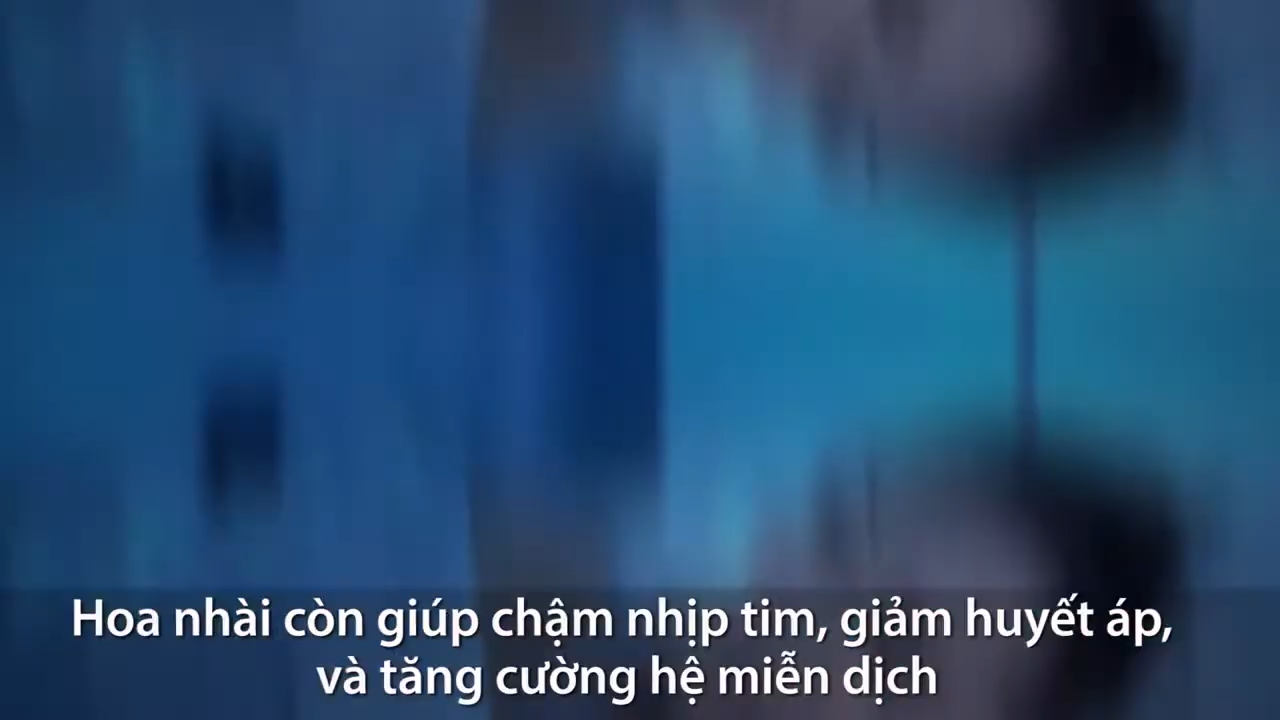 Hoa nhài còn giúp chậm nhịp tim, giảm huyết áp,
và tăng cường hệ miễn dịch